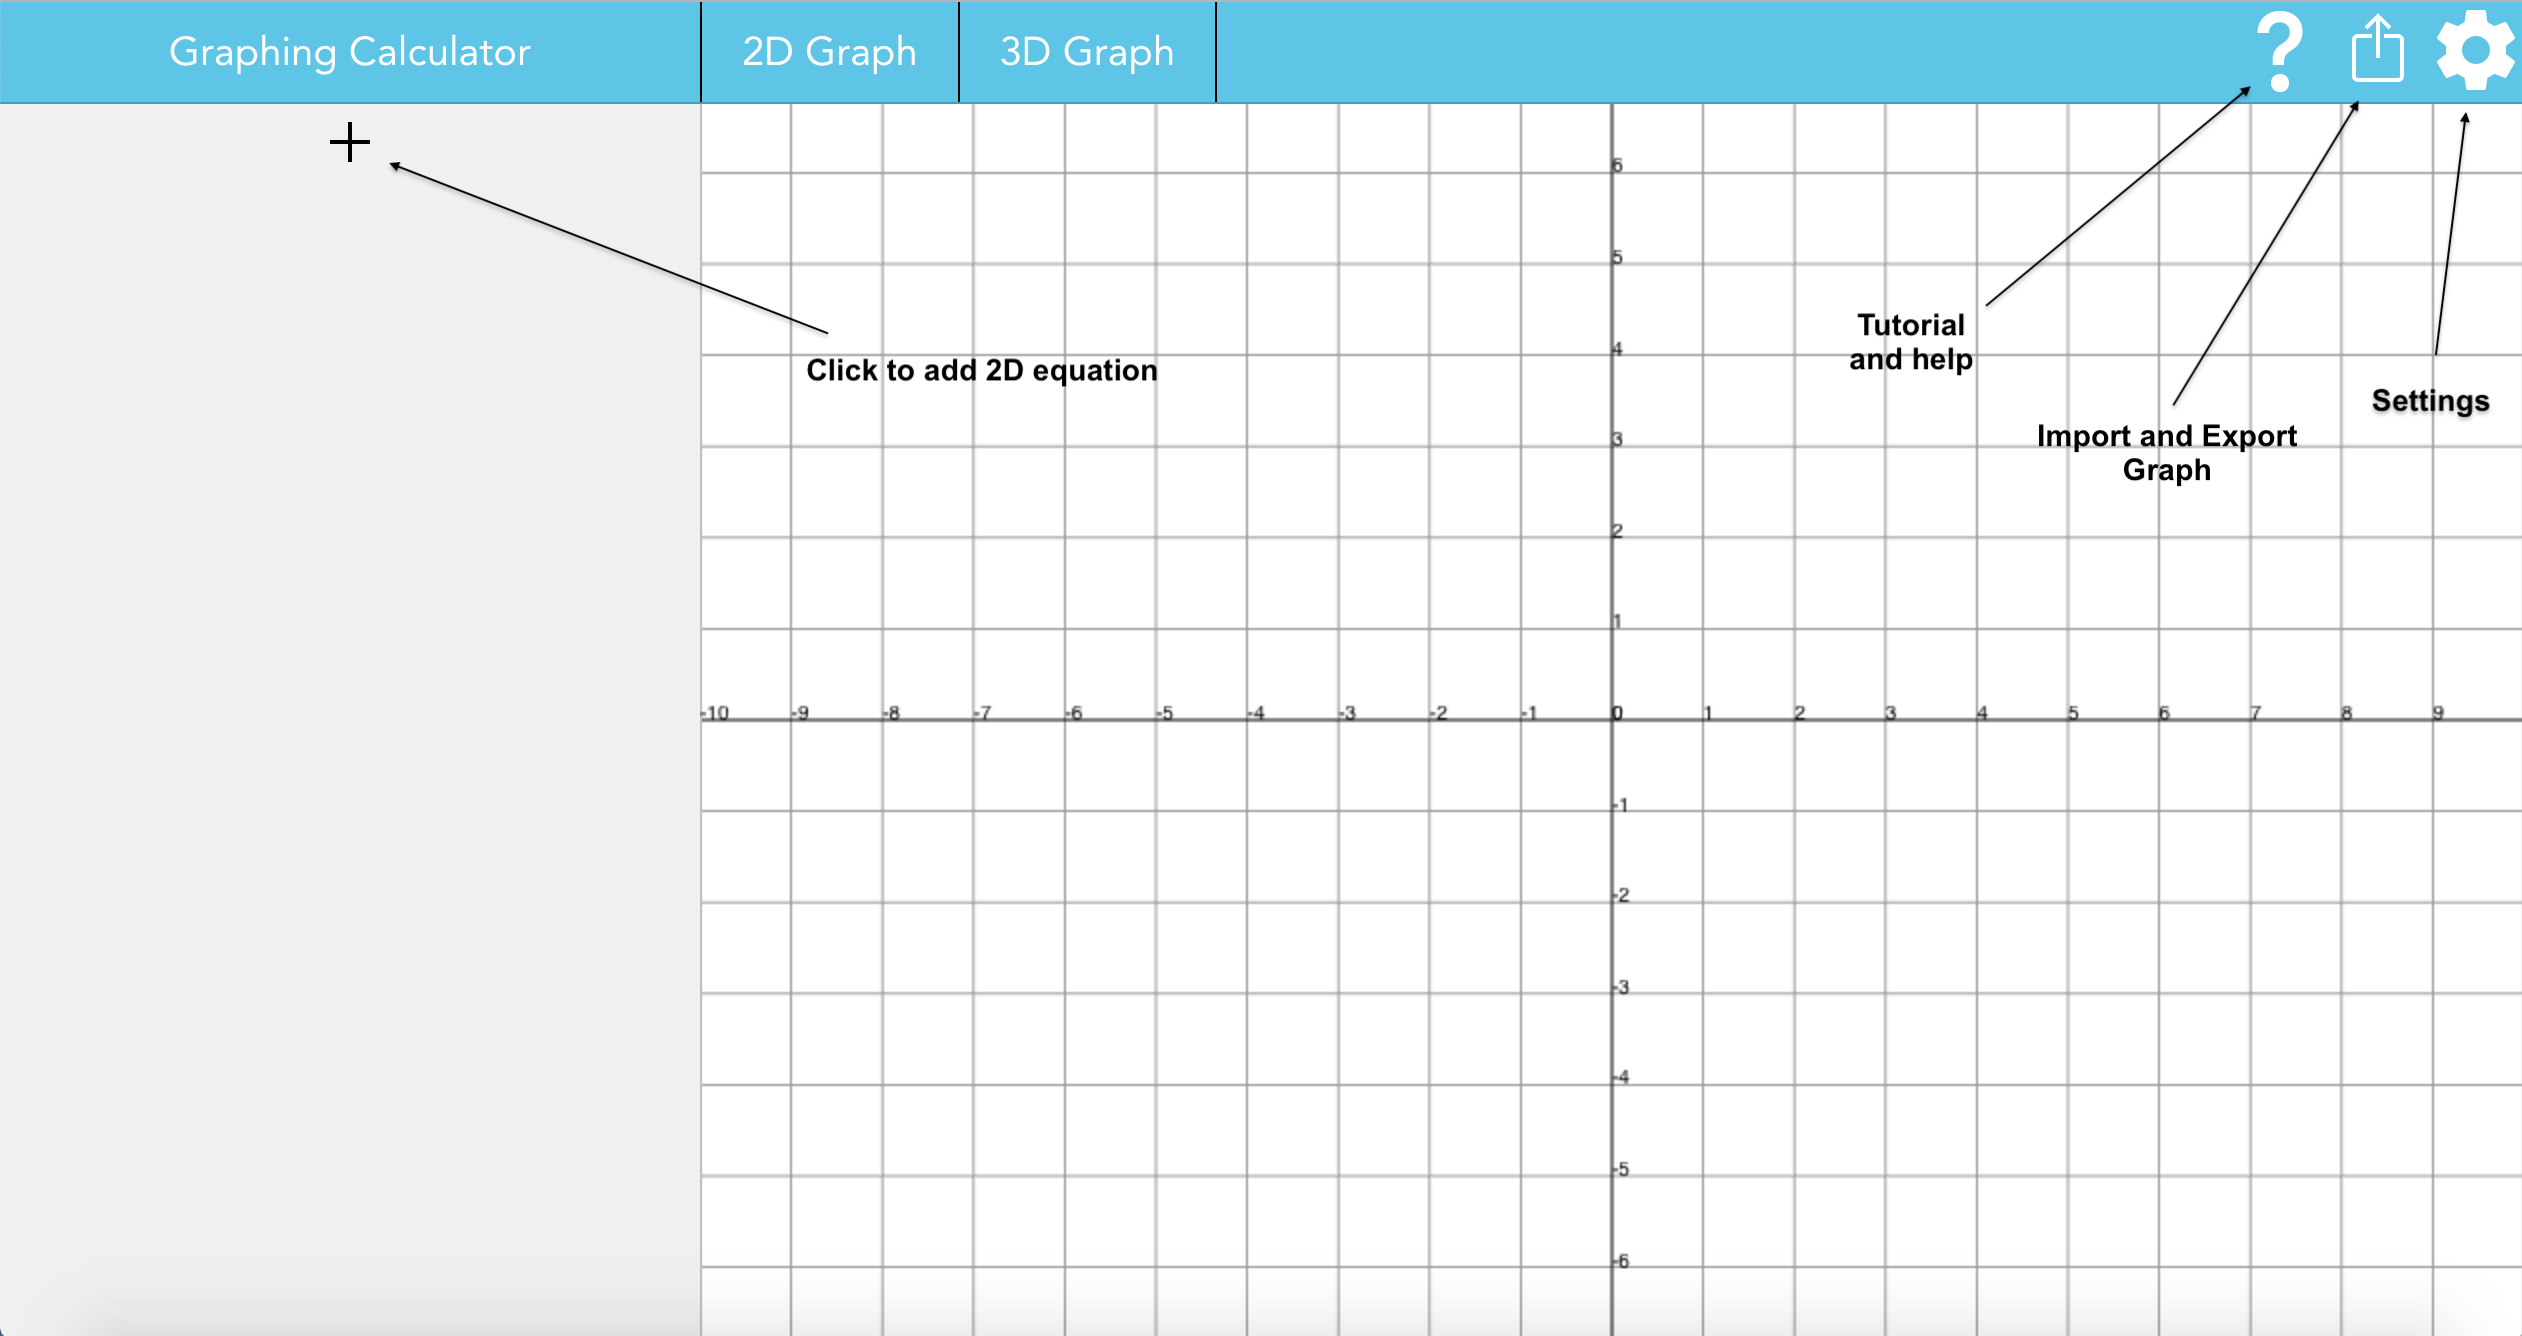 Graphing Calculator
2D Graph
3D Graph
?
Click to add 2D equation
Tutorial
and help
Import and Export
Graph
Settings
6
5
4
3
2
1
-10 -9 -8 -7 -6 -5 -4 -3 -2 -1 0 1 2 3 4 5 6 7 8 9
-1
-2
-3
-4
-5
-6